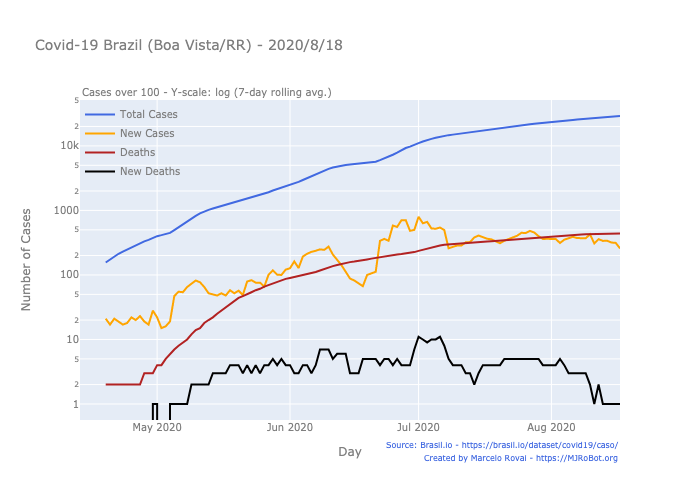 Covid-19 Brazil (Boa Vista/RR) - 2020/8/18
Cases over 100 - Y-scale: log (7-day rolling avg.)
Total Cases
New Cases
Deaths
New Deaths
Number of Cases
5
2
10k
5
2
1000
5
2
100
5
2
10
5
2
1
May 2020
Jun 2020
Jul 2020
Aug 2020
Day
Source: Brasil.io - https://brasil.io/dataset/covid19/caso/
Created by Marcelo Rovai - https://MJRoBot.org